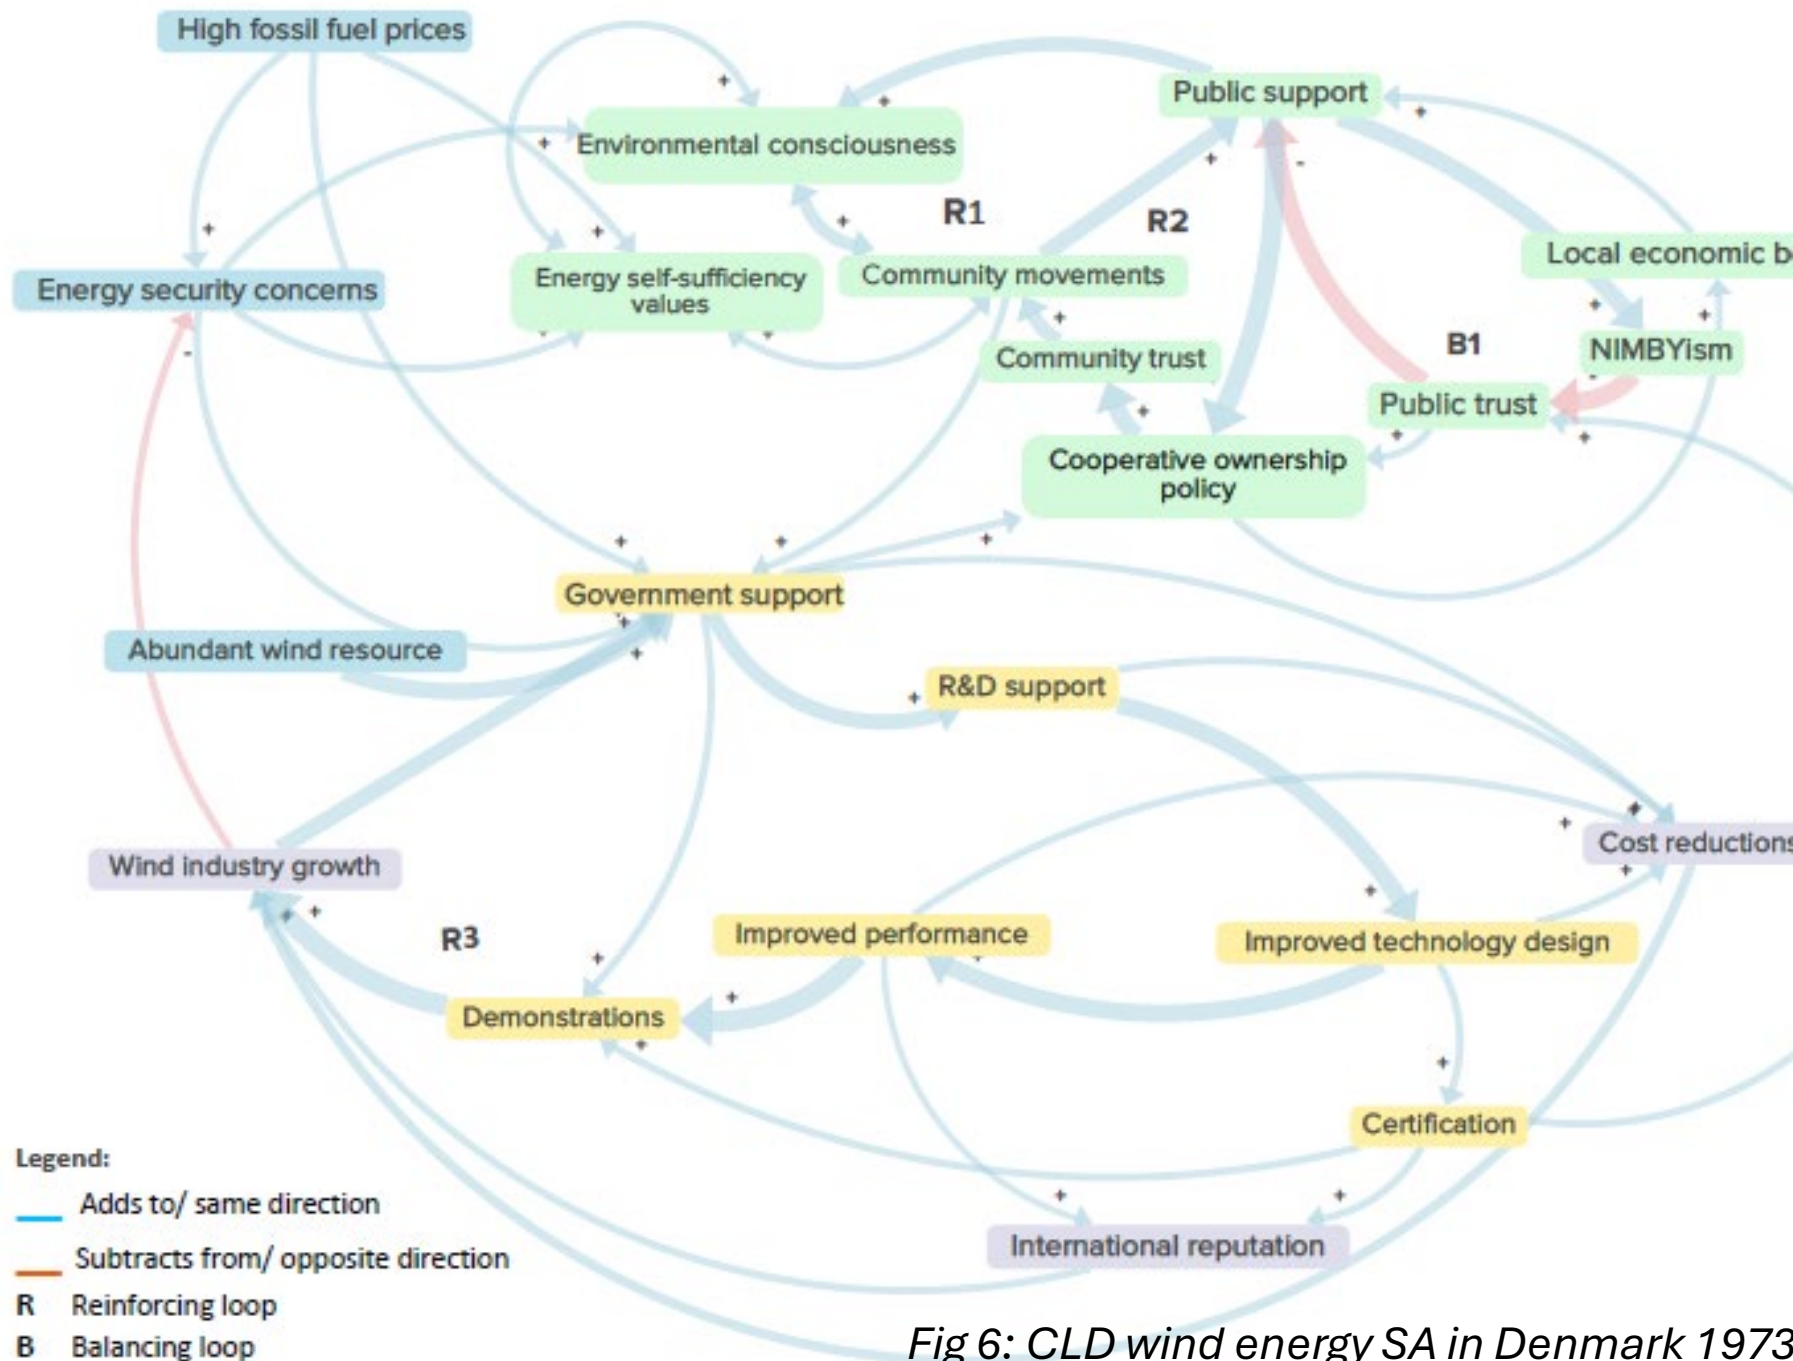 High fossil fuel prices
Public support
+
+
+
Environmental consciousness
+
+
-
+
R1
R2
+
+
Local economic b
Energy security concerns
Energy self-sufficiency
values
Community movements
+
+
+
-
Community trust
B1
NIMBYism
-
Public trust
+
+
+
Cooperative ownership
policy
+
+
+
Government support
+
+
Abundant wind resource
R&D support
+
+
+
Cost reductions
+
Wind industry growth
+
+
+
R3
Improved performance
Improved technology design
+
+
Demonstrations
+
+
Certification
+
+
International reputation
Legend:
Adds to/ same direction
Subtracts from/ opposite direction
R Reinforcing loop
B Balancing loop
Fig 6: CLD wind energy SA in Denmark 1973